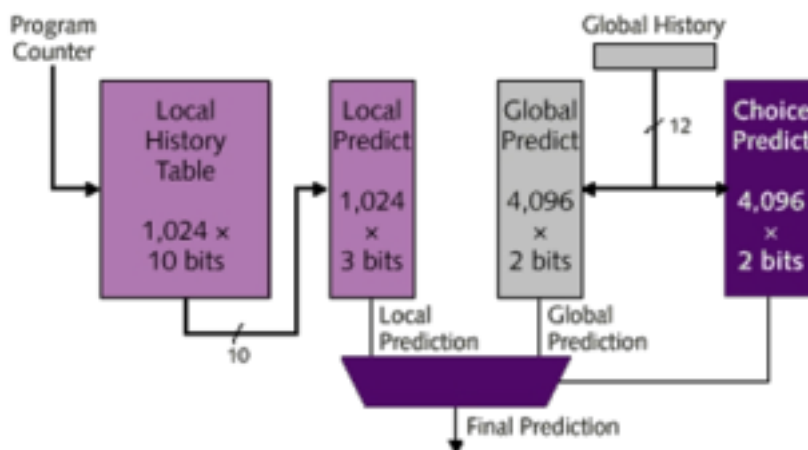 Program
Counter
Global History
Local
History
Table
1,024 ×
10 bits
Local
Predict
1,024
×
3 bits
Global
Predict
4,096
×
2 bits
12
Choice
Predict
4,096
×
2 bits
10
Local
Prediction
Global
Prediction
Final Prediction